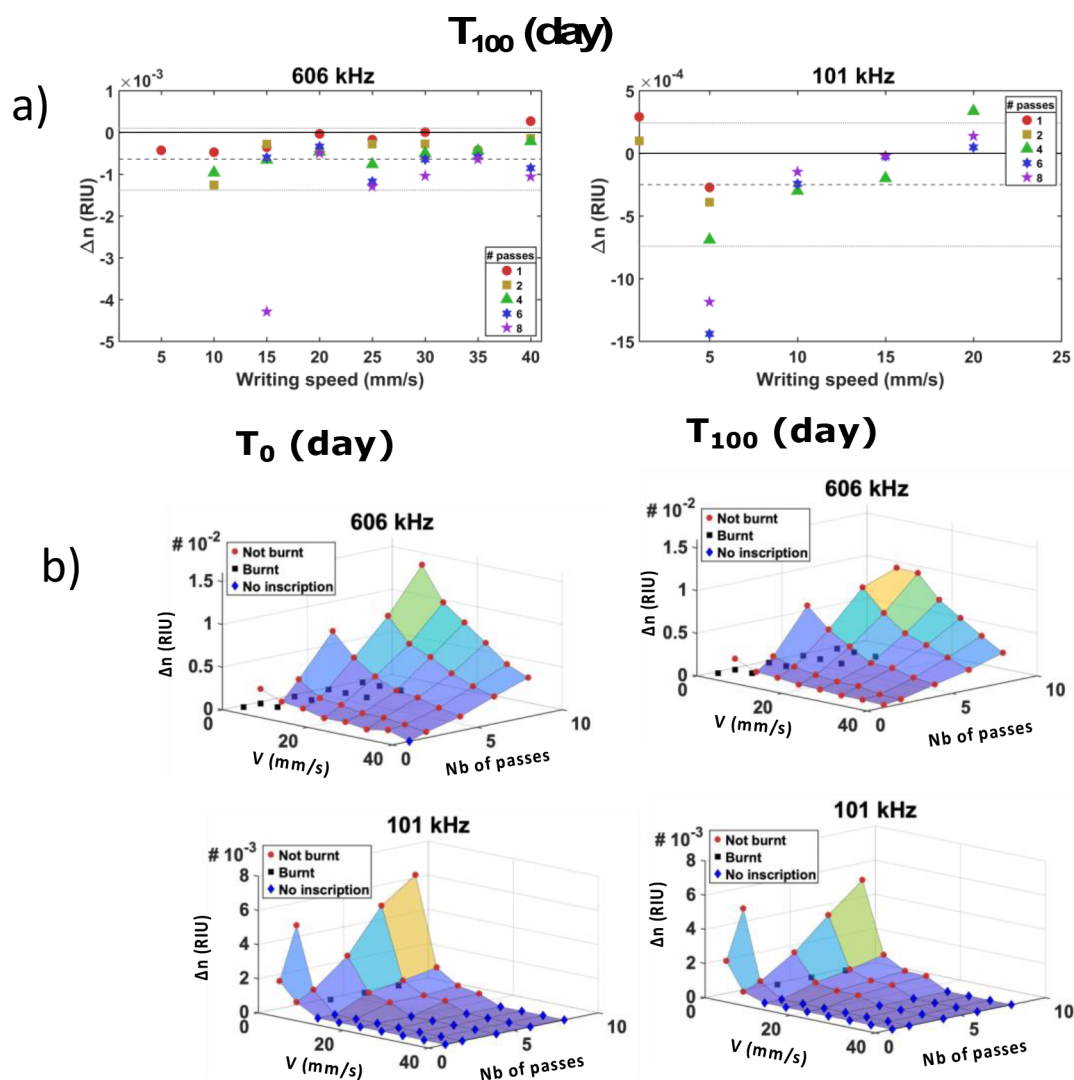 T₁₀₀ (day)
a)
606 kHz
×10⁻³
1
0
-1
-2
-3
-4
-5
Δn (RIU)
5 10 15 20 25 30 35 40
Writing speed (mm/s)
# passes
1
2
4
6
8
101 kHz
×10⁻⁴
5
0
-5
-10
-15
Δn (RIU)
5 10 15 20 25
Writing speed (mm/s)
# passes
1
2
4
6
8
T₀ (day)
T₁₀₀ (day)
b)
606 kHz
# 10⁻²
Not burnt
Burnt
No inscription
1.5
1
0.5
0
Δn (RIU)
0 20 40
V (mm/s)
0 5 10
Nb of passes
606 kHz
# 10⁻²
Not burnt
Burnt
No inscription
1.5
1
0.5
0
Δn (RIU)
0 20 40
V (mm/s)
0 5 10
Nb of passes
101 kHz
# 10⁻³
Not burnt
Burnt
No inscription
8
6
4
2
0
Δn (RIU)
0 20 40
V (mm/s)
0 5 10
Nb of passes
101 kHz
# 10⁻³
Not burnt
Burnt
No inscription
8
6
4
2
0
Δn (RIU)
0 20 40
V (mm/s)
0 5 10
Nb of passes